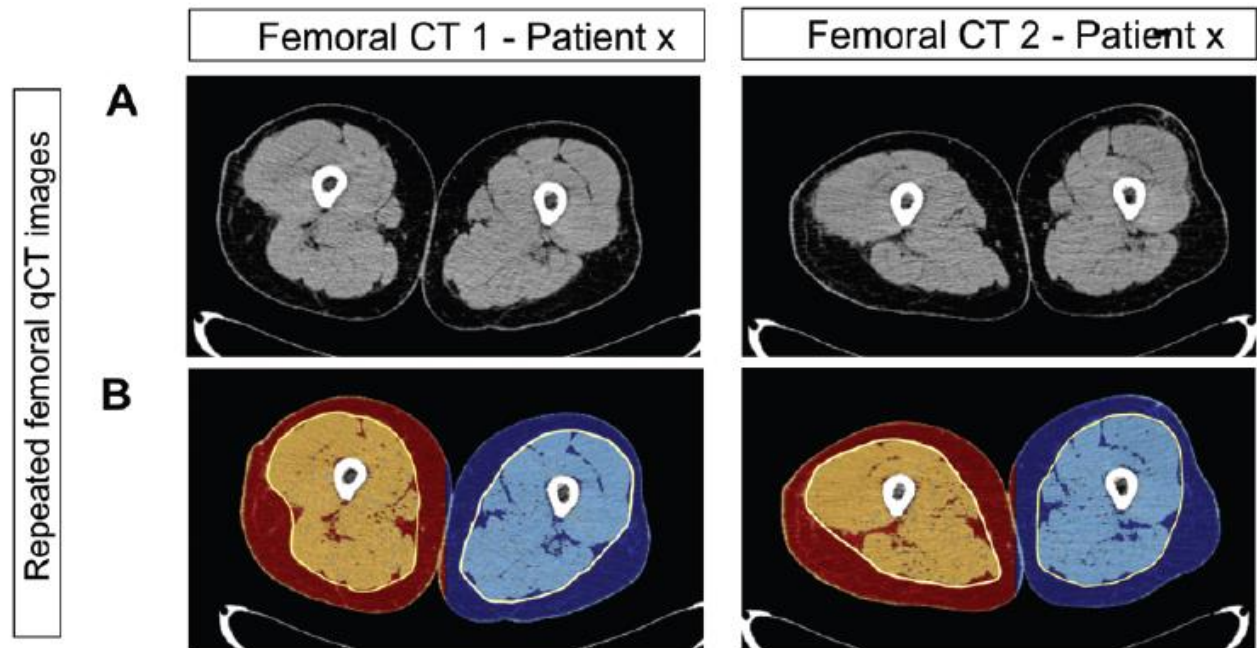 Femoral CT 1 - Patient x
Femoral CT 2 - Patient x
Repeated femoral qCT images
A
B